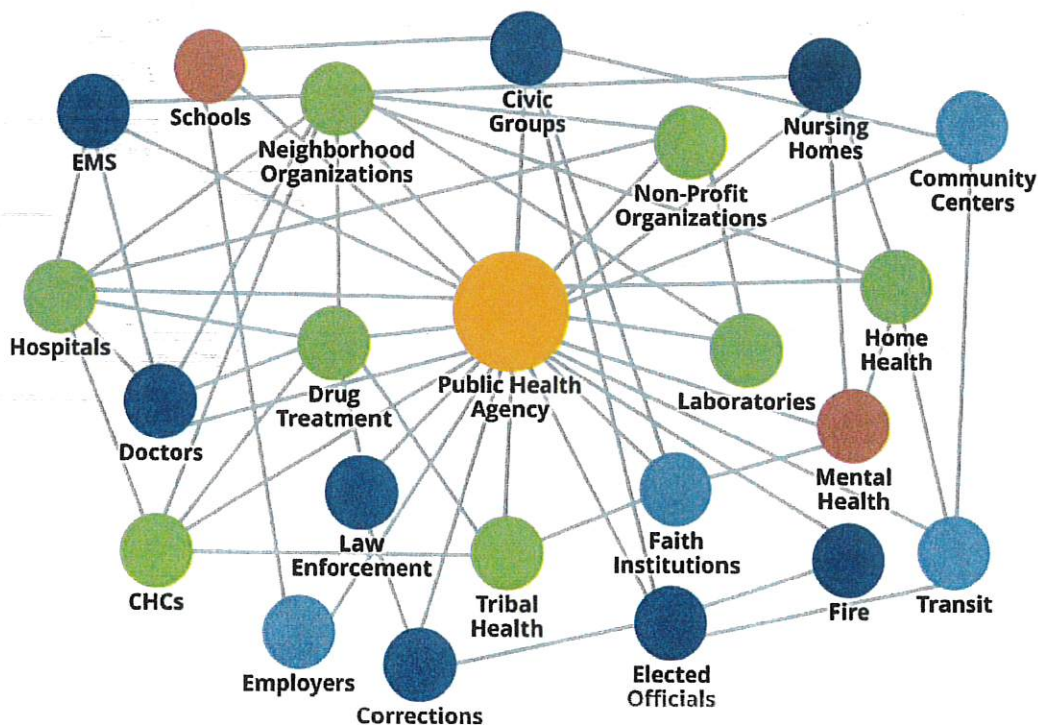 Schools
Civic
Groups
EMS
Neighborhood
Organizations
Nursing
Homes
Community
Centers
Non-Profit
Organizations
Hospitals
Home
Health
Drug
Treatment
Public Health
Agency
Laboratories
Doctors
Mental
Health
Law
Enforcement
Faith
Institutions
CHCs
Tribal
Health
Fire
Transit
Employers
Elected
Officials
Corrections